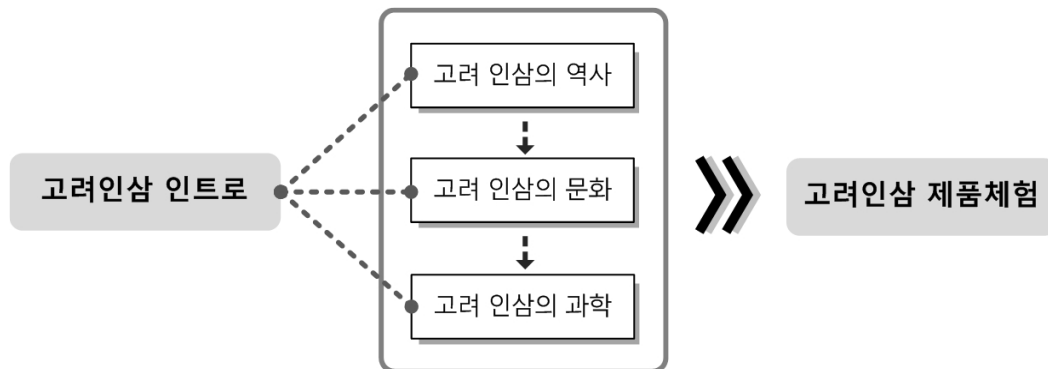 고려인삼 인트로
고려 인삼의 역사
고려 인삼의 문화
고려 인삼의 과학
고려인삼 제품체험